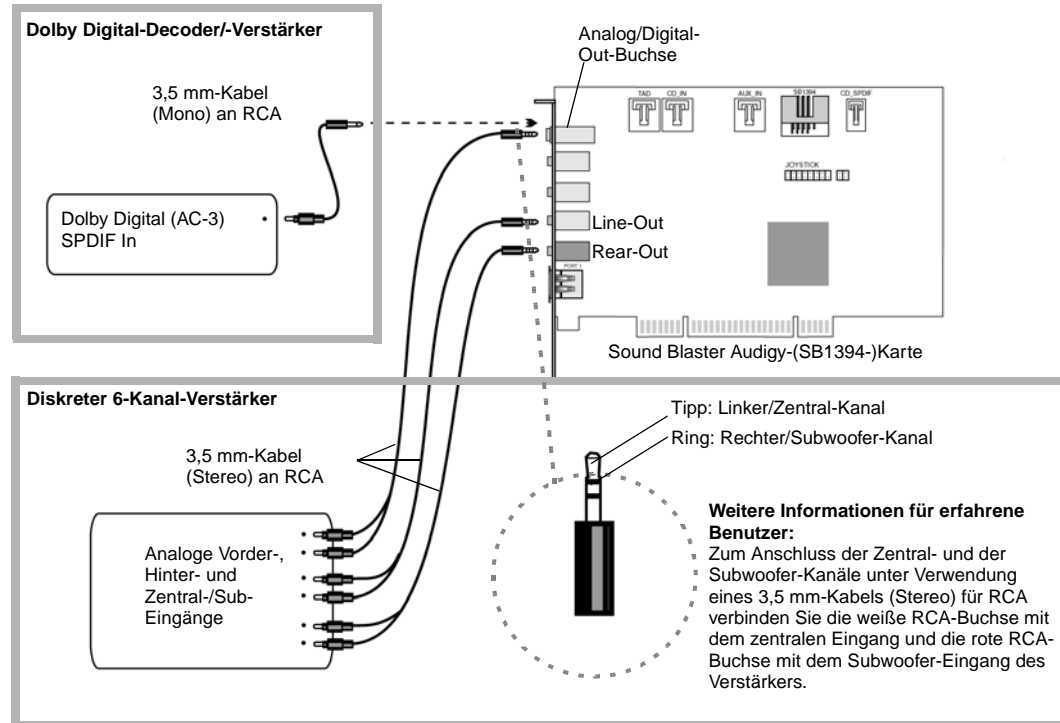 Dolby Digital-Decoder/-Verstärker
3,5 mm-Kabel
(Mono) an RCA
Dolby Digital (AC-3)
SPDIF In
Analog/Digital-
Out-Buchse
TAD
CD_IN
AUX_IN
SB1394
CD_SPDIF
JOYSTICK
Line-Out
Rear-Out
PORT 1
Sound Blaster Audigy-(SB1394-)Karte
Diskreter 6-Kanal-Verstärker
3,5 mm-Kabel
(Stereo) an RCA
Analoge Vorder-,
Hinter- und
Zentral-/Sub-
Eingänge
Tipp: Linker/Zentral-Kanal
Ring: Rechter/Subwoofer-Kanal
Weitere Informationen für erfahrene
Benutzer:
Zum Anschluss der Zentral- und der
Subwoofer-Kanäle unter Verwendung
eines 3,5 mm-Kabels (Stereo) für RCA
verbinden Sie die weiße RCA-Buchse mit
dem zentralen Eingang und die rote RCA-
Buchse mit dem Subwoofer-Eingang des
Verstärkers.